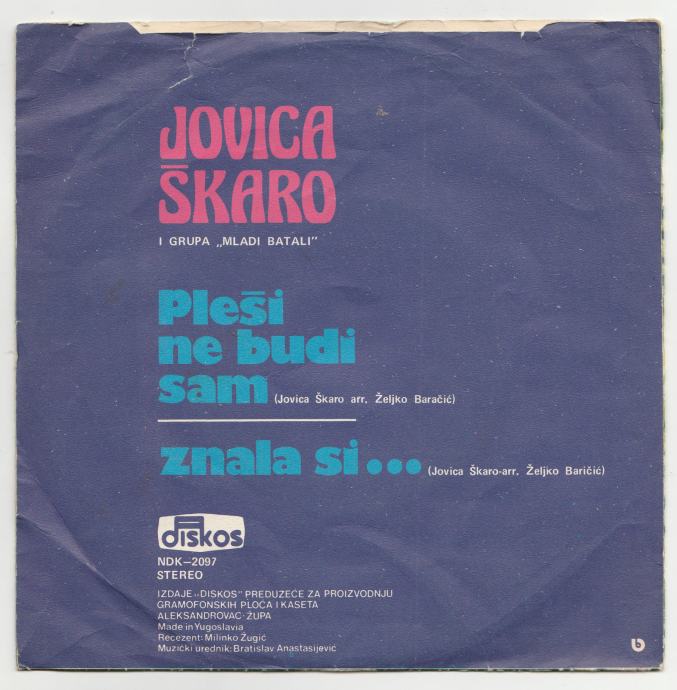 JOVICA
ŠKARO
I GRUPA „MLADI BATALI"
Pleši
ne budi
sam (Jovica Škaro arr, Željko Baračić)
znala si... (Jovica Škaro-arr, Željko Baričić)
diskos
NDK–2097
STEREO
IZDAJE „DISKOS" PREDUZEĆE ZA PROIZVODNJU
GRAMOFONSKIH PLOČA I KASETA
ALEKSANDROVAC-ŽUPA
Made in Yugoslavia
Recezent: Milinko Žugić
Muzički urednik: Bratislav Anastasijević
b